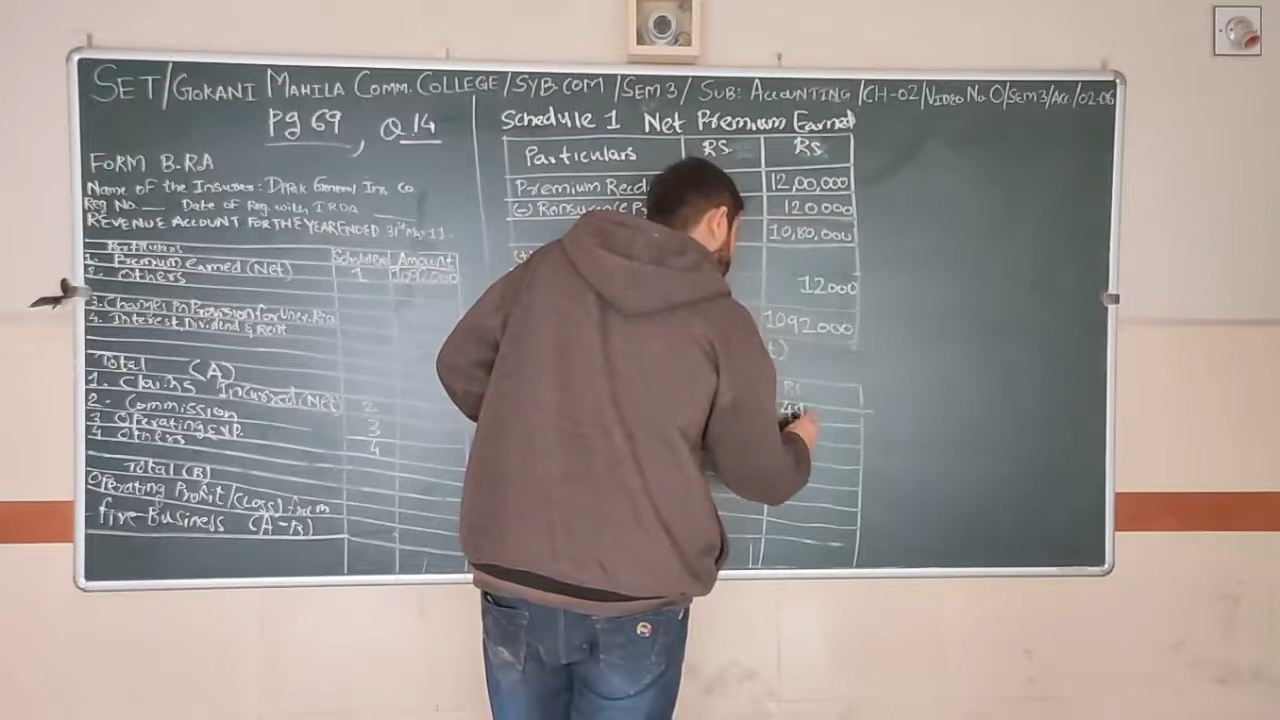 SET/GOKANI MAHILA COMM. COLLEGE/SYB.COM/SEM 3/ SUB: ACCOUNTING/CH-02/VIDEO NO 0/SEM3/Acc./02-06
Pg 69, Q.14
FORM B-RA
Name of the Insurer: Dipak General Ins Co
Reg No. Date of Reg with IRDA
REVENUE ACCOUNT FOR THE YEAR ENDED 31st Mar 11.
Particulars Schedule Amount
1. Premium earned (Net) 1 1092000
2. Others
3. Changes in Provision for Unex. Risk
4. Interest, Dividend & Rent
Total (A)
1. Claims Incurred (Net) 2
2. Commission 3
3 Operating Exp. 4
4 Others
Total (B)
Operating Profit/(Loss) from
fire Business (A-B)
Schedule 1 Net Premium Earned
Particulars RS. RS
Premium Recd 12,00,000
(-) Reinsurance P 120000
10,80,000
12000
1092000
t)
RS
49